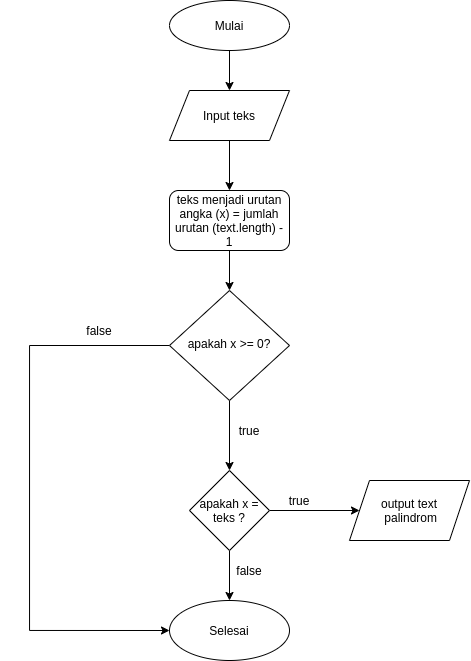 Mulai
Input teks
teks menjadi urutan
angka (x) = jumlah
urutan (text.length) -
1
false
apakah x >= 0?
true
apakah x =
teks ?
true
output text
palindrom
false
Selesai